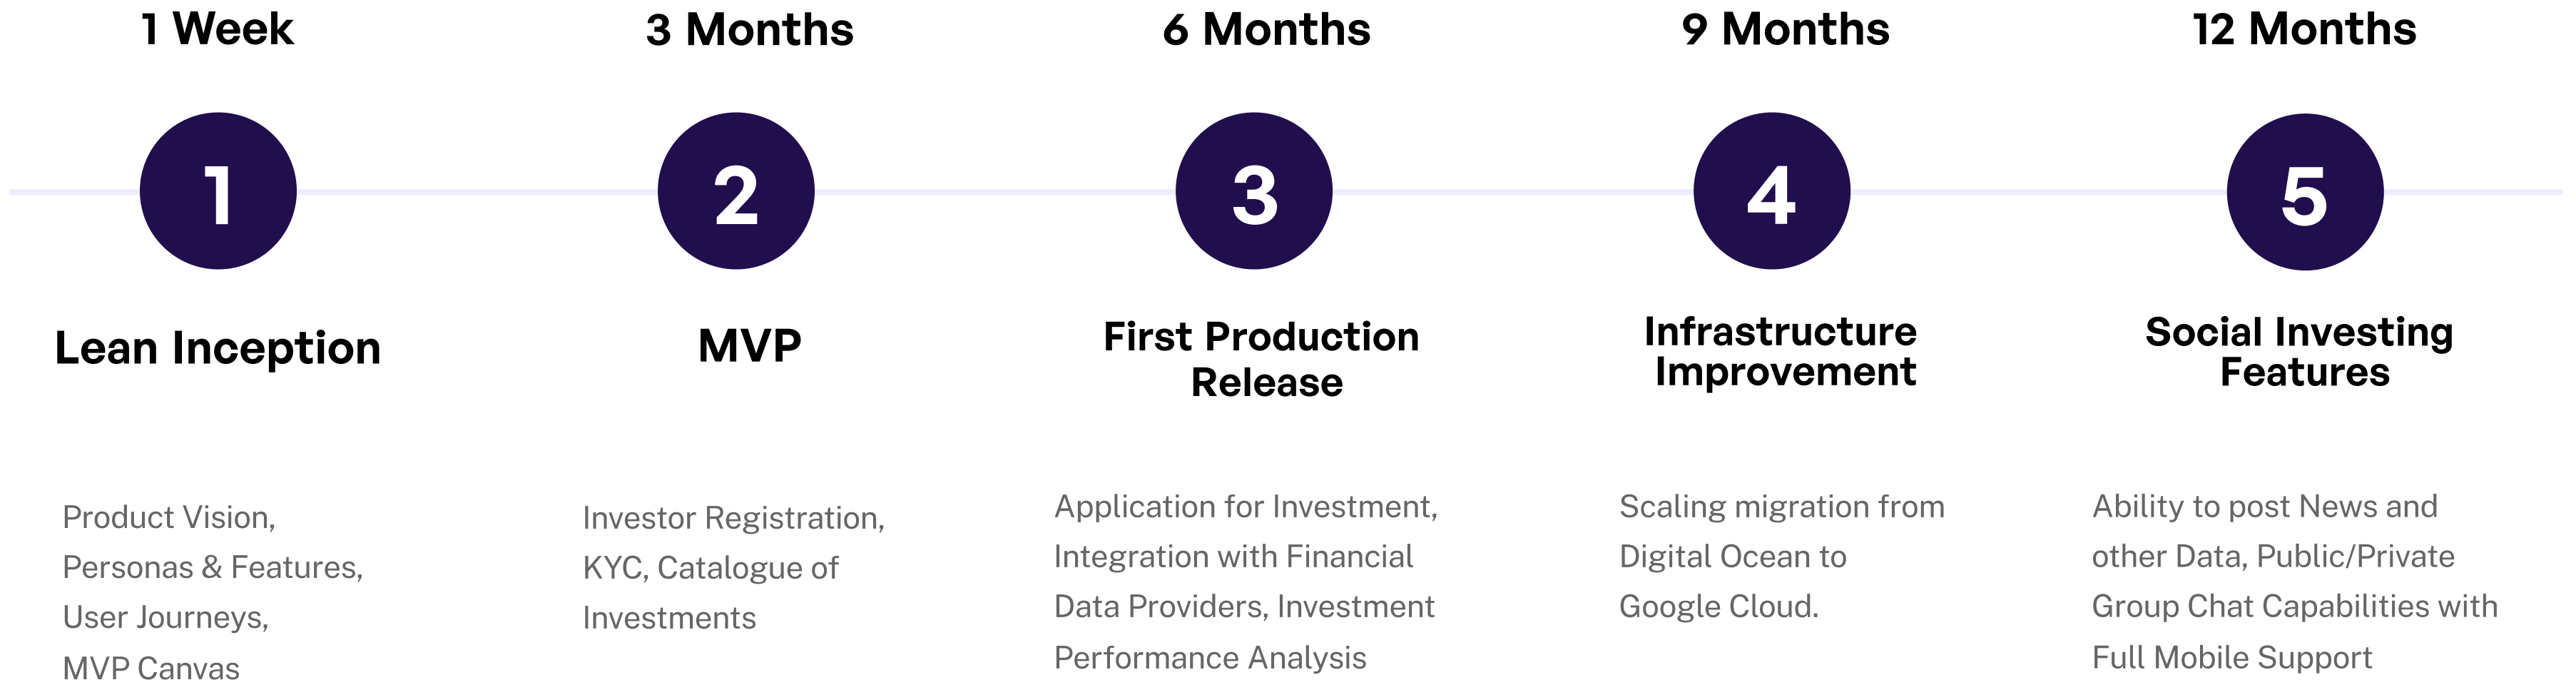 1 Week
3 Months
6 Months
9 Months
12 Months
1
2
3
4
5
Lean Inception
MVP
First Production
Release
Infrastructure
Improvement
Social Investing
Features
Product Vision,
Personas & Features,
User Journeys,
MVP Canvas
Investor Registration,
KYC, Catalogue of
Investments
Application for Investment,
Integration with Financial
Data Providers, Investment
Performance Analysis
Scaling migration from
Digital Ocean to
Google Cloud.
Ability to post News and
other Data, Public/Private
Group Chat Capabilities with
Full Mobile Support